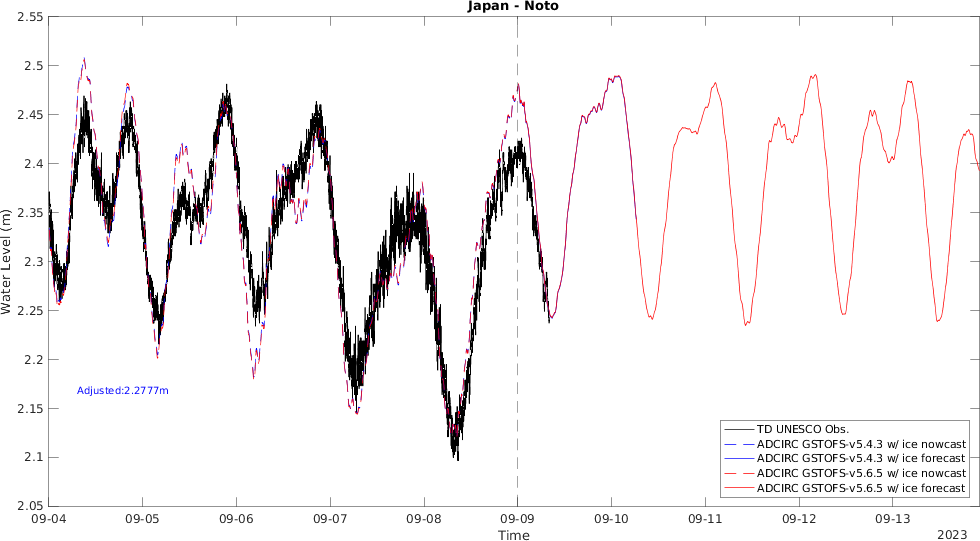 Japan - Noto
2.55
2.5
2.45
2.4
2.35
2.3
2.25
2.2
2.15
2.1
2.05
Water Level (m)
Adjusted:2.2777m
TD UNESCO Obs.
ADCIRC GSTOFS-v5.4.3 w/ ice nowcast
ADCIRC GSTOFS-v5.4.3 w/ ice forecast
ADCIRC GSTOFS-v5.6.5 w/ ice nowcast
ADCIRC GSTOFS-v5.6.5 w/ ice forecast
09-04 09-05 09-06 09-07 09-08 09-09 09-10 09-11 09-12 09-13
Time
2023